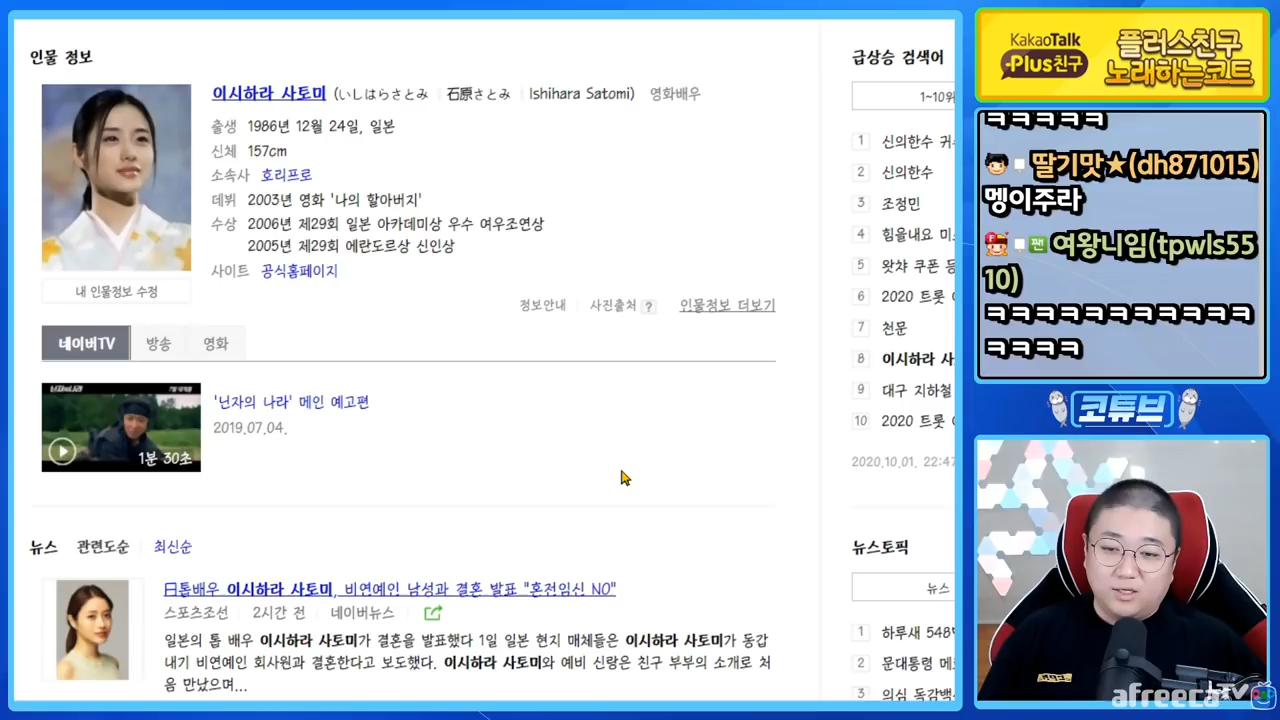 인물 정보
이시하라 사토미 (いしはらさとみ 石原さとみ Ishihara Satomi) 영화배우
출생 1986년 12월 24일, 일본
신체 157cm
소속사 호리프로
데뷔 2003년 영화 '나의 할아버지'
수상 2006년 제29회 일본 아카데미상 우수 여우조연상
2005년 제29회 에란도르상 신인상
사이트 공식홈페이지
내 인물정보 수정
정보안내 사진출처 ? 인물정보 더보기
네이버TV 방송 영화
'닌자의 나라' 메인 예고편
2019.07.04.
1분 30초
뉴스 관련도순 최신순
日톱배우 이시하라 사토미, 비연예인 남성과 결혼 발표 "혼전임신 NO"
스포츠조선 2시간 전 네이버뉴스
일본의 톱 배우 이시하라 사토미가 결혼을 발표했다 1일 일본 현지 매체들은 이시하라 사토미가 동갑
내기 비연예인 회사원과 결혼한다고 보도했다. 이시하라 사토미와 예비 신랑은 친구 부부의 소개로 처
음 만났으며...
급상승 검색어
1~10위
1 신의한수 귀
2 신의한수
3 조정민
4 힘을내요 미
5 왓챠 쿠폰 등
6 2020 트롯
7 천문
8 이시하라 사
9 대구 지하철
10 2020 트롯
2020.10.01. 22:47
뉴스토픽
뉴스
1 하루새 548
2 문대통령 메
3 의심 독감백
KakaoTalk
Plus친구
플러스친구
노래하는코트
ㅋㅋㅋㅋㅋ
딸기맛★(dh871015)
멩이주라
F 팬 여왕니임(tpwls55
10)
ㅋㅋㅋㅋㅋㅋㅋㅋㅋㅋㅋ
ㅋㅋㅋㅋ
코튜브
afreecaTV